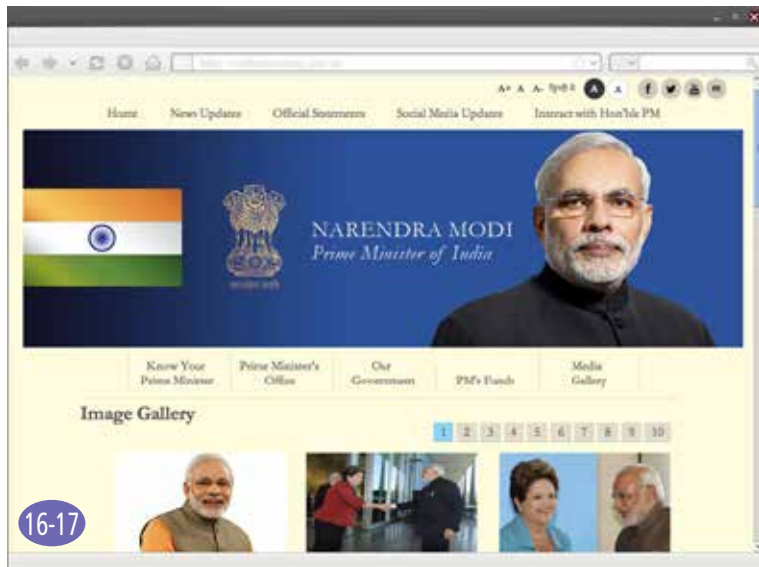 A+ A A- हिन्दी A A f
Home News Updates Official Statements Social Media Updates Interact with Hon'ble PM
NARENDRA MODI
Prime Minister of India
Know Your Prime Minister's Our Media
Prime Minister Office Government PM's Funds Gallery
Image Gallery
1 2 3 4 5 6 7 8 9 10
16-17